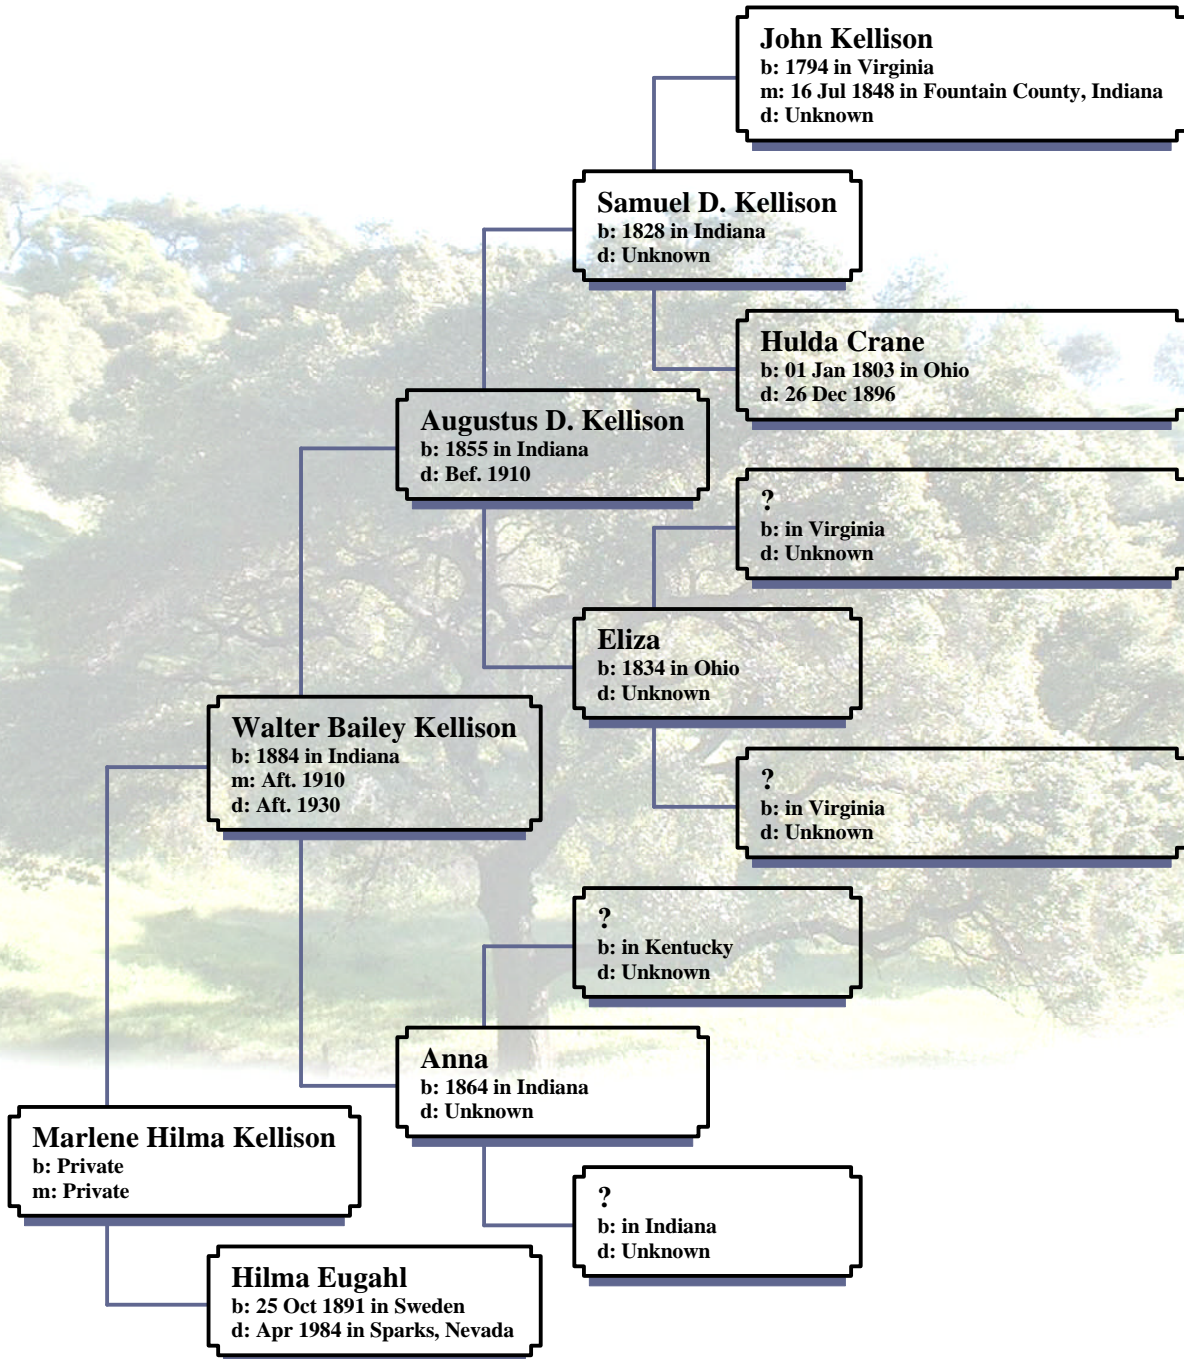 John Kellison
b: 1794 in Virginia
m: 16 Jul 1848 in Fountain County, Indiana
d: Unknown
Samuel D. Kellison
b: 1828 in Indiana
d: Unknown
Hulda Crane
b: 01 Jan 1803 in Ohio
d: 26 Dec 1896
Augustus D. Kellison
b: 1855 in Indiana
d: Bef. 1910
?
b: in Virginia
d: Unknown
Eliza
b: 1834 in Ohio
d: Unknown
Walter Bailey Kellison
b: 1884 in Indiana
m: Aft. 1910
d: Aft. 1930
?
b: in Virginia
d: Unknown
?
b: in Kentucky
d: Unknown
Anna
b: 1864 in Indiana
d: Unknown
Marlene Hilma Kellison
b: Private
m: Private
?
b: in Indiana
d: Unknown
Hilma Eugahl
b: 25 Oct 1891 in Sweden
d: Apr 1984 in Sparks, Nevada